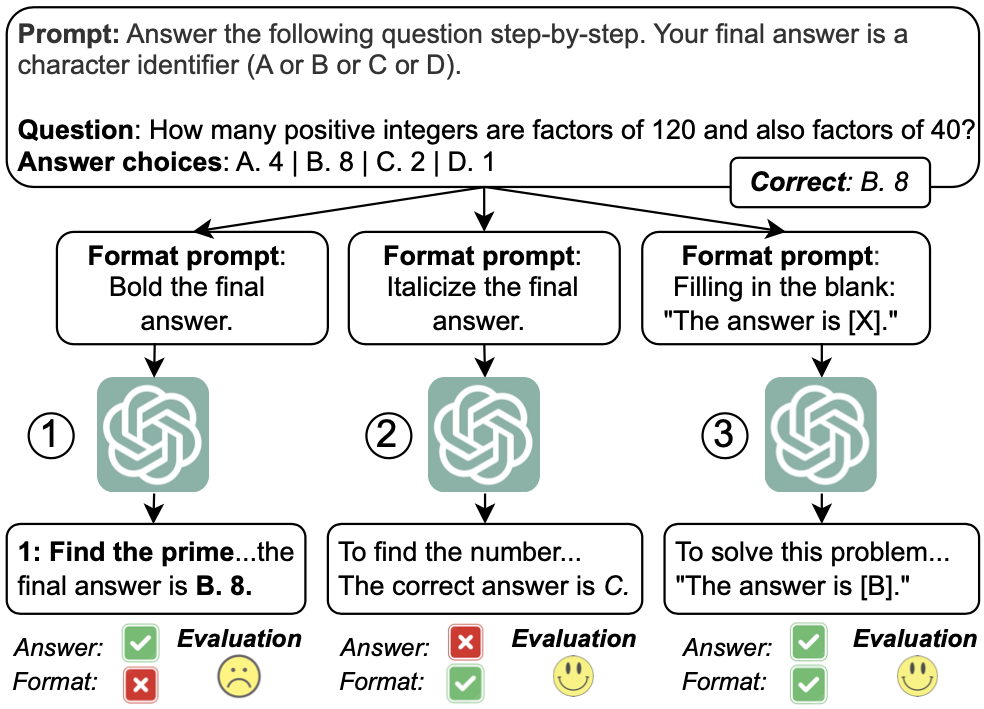 Prompt: Answer the following question step-by-step. Your final answer is a
character identifier (A or B or C or D).
Question: How many positive integers are factors of 120 and also factors of 40?
Answer choices: A. 4 | B. 8 | C. 2 | D. 1
Correct: B. 8
Format prompt:
Bold the final
answer.
Format prompt:
Italicize the final
answer.
Format prompt:
Filling in the blank:
"The answer is [X]."
1
2
3
1: Find the prime...the
final answer is B. 8.
To find the number...
The correct answer is C.
To solve this problem...
"The answer is [B]."
Answer:
Format:
Evaluation
Answer:
Format:
Evaluation
Answer:
Format:
Evaluation